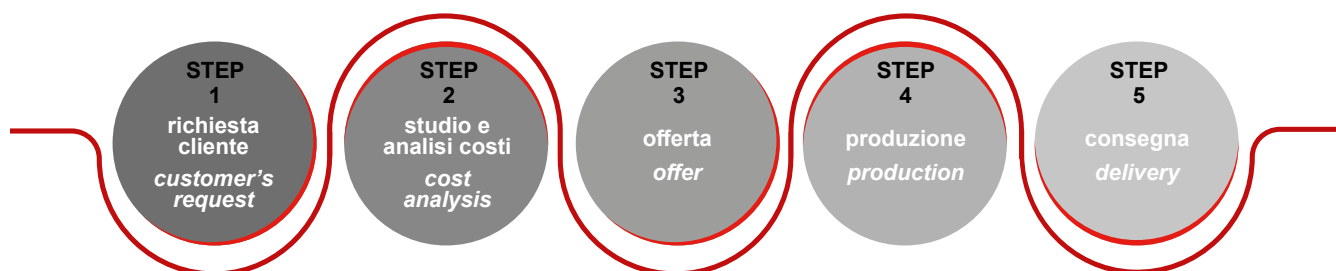 STEP
1
richiesta
cliente
customer's
request
STEP
2
studio e
analisi costi
cost
analysis
STEP
3
offerta
offer
STEP
4
produzione
production
STEP
5
consegna
delivery